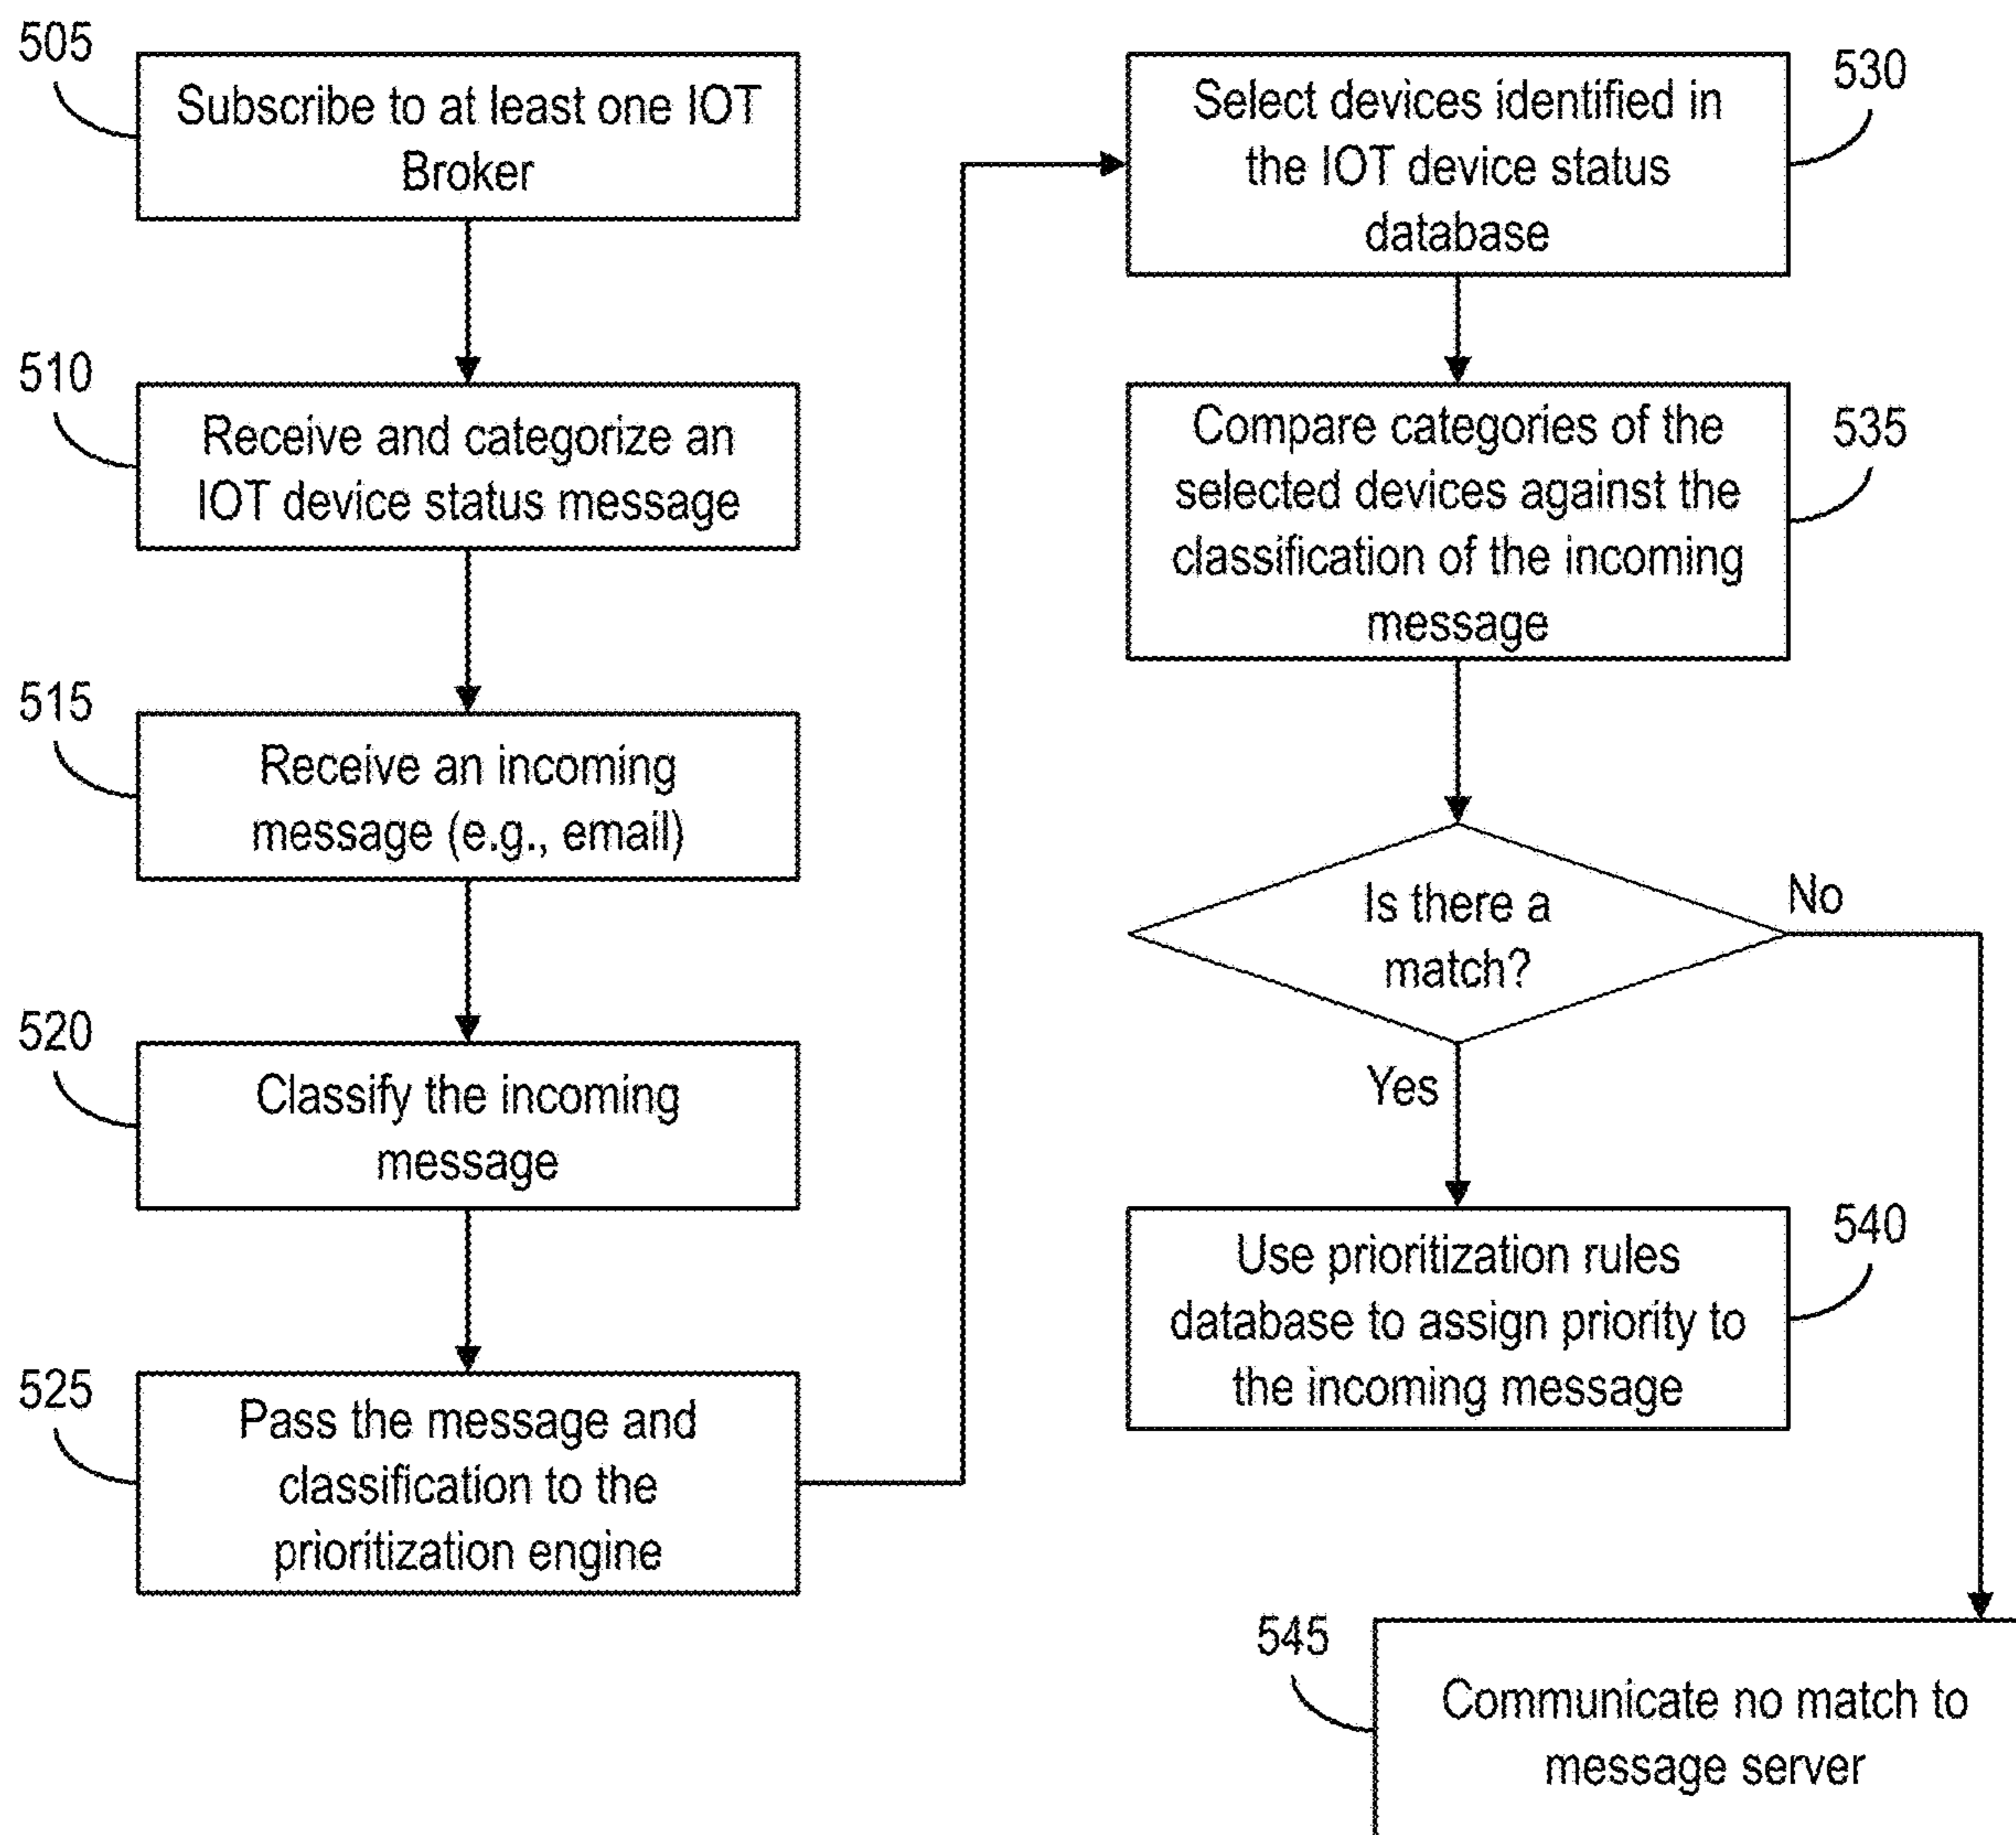 505
Subscribe to at least one IOT
Broker
510
Receive and categorize an
IOT device status message
515
Receive an incoming
message (e.g., email)
520
Classify the incoming
message
525
Pass the message and
classification to the
prioritization engine
530
Select devices identified in
the IOT device status
database
535
Compare categories of the
selected devices against the
classification of the incoming
message
Is there a
match?
No
Yes
540
Use prioritization rules
database to assign priority to
the incoming message
545
Communicate no match to
message server